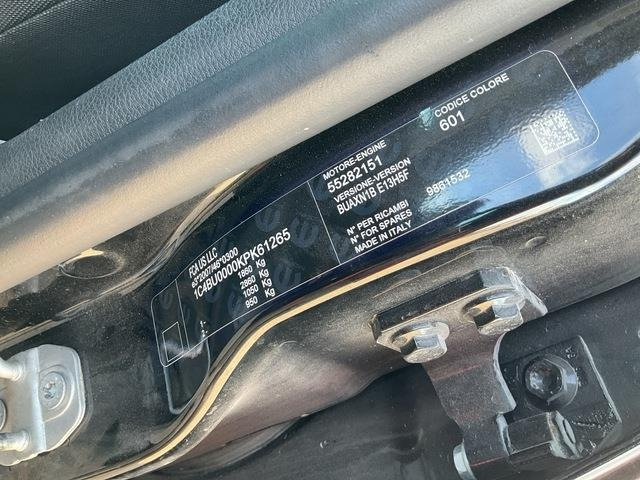 FCA US LLC
e3*2007/46*0300
1C4BU0000KPK61265
1860 Kg
2860 Kg
1050 Kg
950 Kg
MOTORE-ENGINE
55282151
VERSIONE-VERSION
BUAXN1B E13H5F
N° PER RICAMBI
N° FOR SPARES
MADE IN ITALY
9861532
CODICE COLORE
601